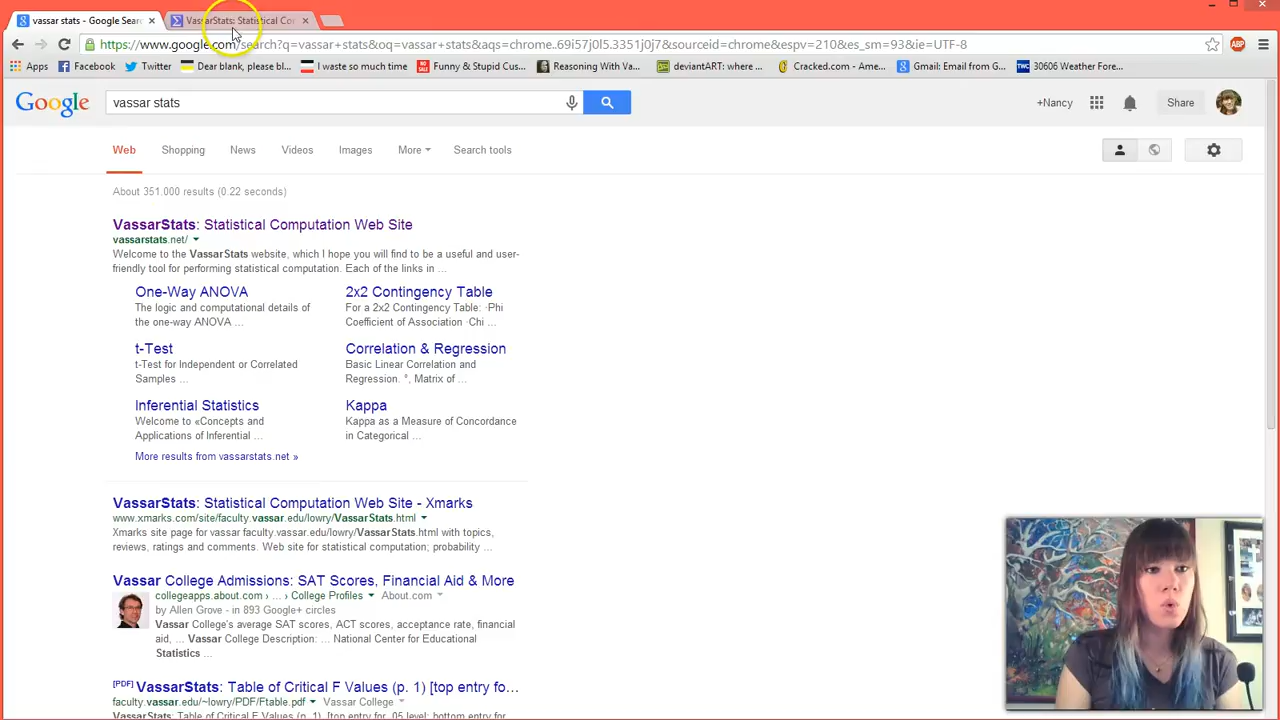 vassar stats - Google Sear
VassarStats: Statistical Co
https://www.google.com/search?q=vassar+stats&oq=vassar+stats&aqs=chrome..69i57j0l5.3351j0j7&sourceid=chrome&espv=210&es_sm=93&ie=UTF-8
Apps Facebook Twitter Dear blank, please bl... I waste so much time Funny & Stupid Cus... Reasoning With Va... deviantART: where ... Cracked.com - Ame... Gmail: Email from G... 30606 Weather Fore...
Google vassar stats +Nancy Share
Web Shopping News Videos Images More Search tools
About 351.000 results (0.22 seconds)
VassarStats: Statistical Computation Web Site
vassarstats.net/
Welcome to the VassarStats website, which I hope you will find to be a useful and user-
friendly tool for performing statistical computation. Each of the links in ...
One-Way ANOVA
The logic and computational details of
the one-way ANOVA ...
2x2 Contingency Table
For a 2x2 Contingency Table: ·Phi
Coefficient of Association ·Chi ...
t-Test
t-Test for Independent or Correlated
Samples ...
Correlation & Regression
Basic Linear Correlation and
Regression. °, Matrix of ...
Inferential Statistics
Welcome to «Concepts and
Applications of Inferential ...
Kappa
Kappa as a Measure of Concordance
in Categorical ...
More results from vassarstats.net »
VassarStats: Statistical Computation Web Site - Xmarks
www.xmarks.com/site/faculty.vassar.edu/lowry/VassarStats.html
Xmarks site page for vassar faculty.vassar.edu/lowry/VassarStats.html with topics,
reviews, ratings and comments. Web site for statistical computation; probability ...
Vassar College Admissions: SAT Scores, Financial Aid & More
collegeapps.about.com › ... › College Profiles About.com
by Allen Grove - in 893 Google+ circles
Vassar College's average SAT scores, ACT scores, acceptance rate, financial
aid, ... Vassar College Description: ... National Center for Educational
Statistics ...
[PDF] VassarStats: Table of Critical F Values (p. 1) [top entry fo...
faculty.vassar.edu/~lowry/PDF/Ftable.pdf Vassar College
VassarStats: Table of Critical F Values (p. 1) [top entry for .05 level; bottom entry for